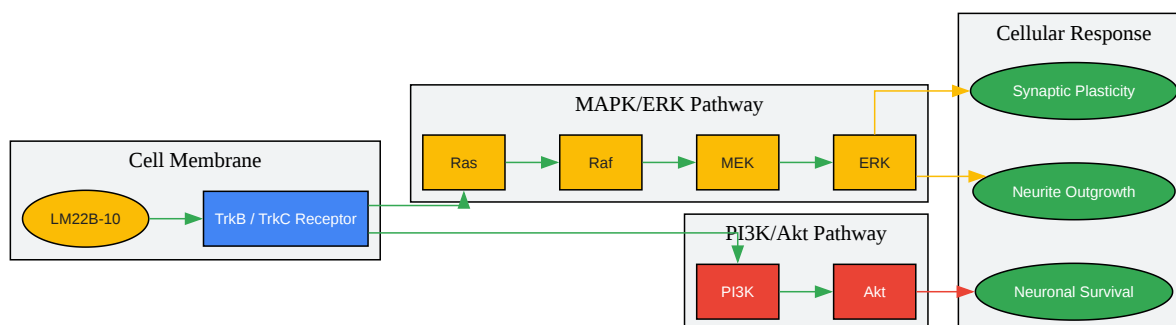 Cellular Response
Synaptic Plasticity
MAPK/ERK Pathway
Cell Membrane
Ras
Raf
MEK
ERK
Neurite Outgrowth
LM22B-10
TrkB / TrkC Receptor
PI3K/Akt Pathway
PI3K
Akt
Neuronal Survival